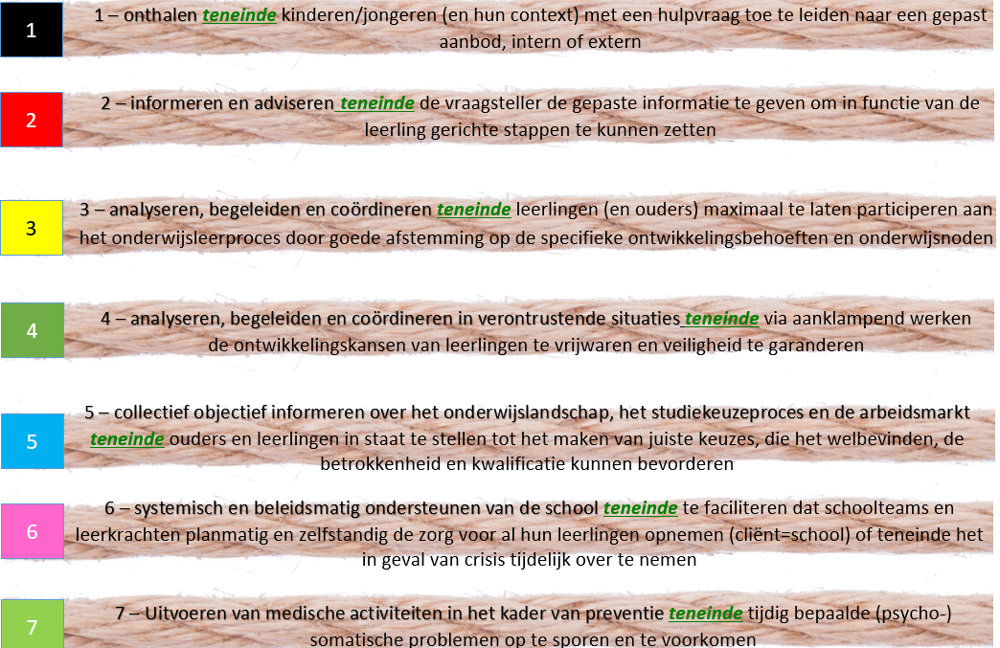 1
1 – onthalen teneinde kinderen/jongeren (en hun context) met een hulpvraag toe te leiden naar een gepast
aanbod, intern of extern
2
2 – informeren en adviseren teneinde de vraagsteller de gepaste informatie te geven om in functie van de
leerling gerichte stappen te kunnen zetten
3
3 – analyseren, begeleiden en coördineren teneinde leerlingen (en ouders) maximaal te laten participeren aan
het onderwijsleerproces door goede afstemming op de specifieke ontwikkelingsbehoeften en onderwijsnoden
4
4 – analyseren, begeleiden en coördineren in verontrustende situaties teneinde via aanklampend werken
de ontwikkelingskansen van leerlingen te vrijwaren en veiligheid te garanderen
5
5 – collectief objectief informeren over het onderwijslandschap, het studiekeuzeproces en de arbeidsmarkt
teneinde ouders en leerlingen in staat te stellen tot het maken van juiste keuzes, die het welbevinden, de
betrokkenheid en kwalificatie kunnen bevorderen
6
6 – systemisch en beleidsmatig ondersteunen van de school teneinde te faciliteren dat schoolteams en
leerkrachten planmatig en zelfstandig de zorg voor al hun leerlingen opnemen (cliënt=school) of teneinde het
in geval van crisis tijdelijk over te nemen
7
7 – Uitvoeren van medische activiteiten in het kader van preventie teneinde tijdig bepaalde (psycho-)
somatische problemen op te sporen en te voorkomen